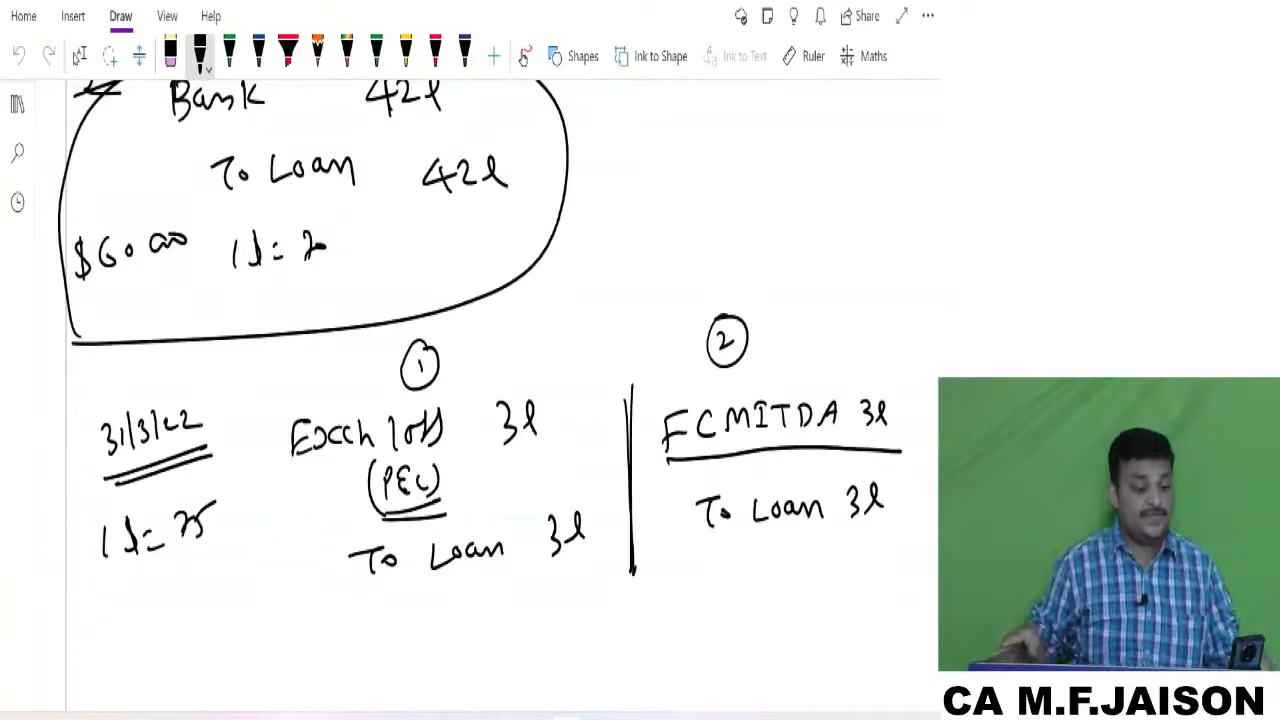 Home Insert Draw View Help Share
Shapes Ink to Shape Ink to Text Ruler Maths
Bank 42l
To Loan 42l
$60 000 1$ = 70
①
②
31/3/22
Exch loss 3l
(P&L)
To Loan 3l
1$ = 75
FCMITDA 3l
To Loan 3l
CA M.F.JAISON